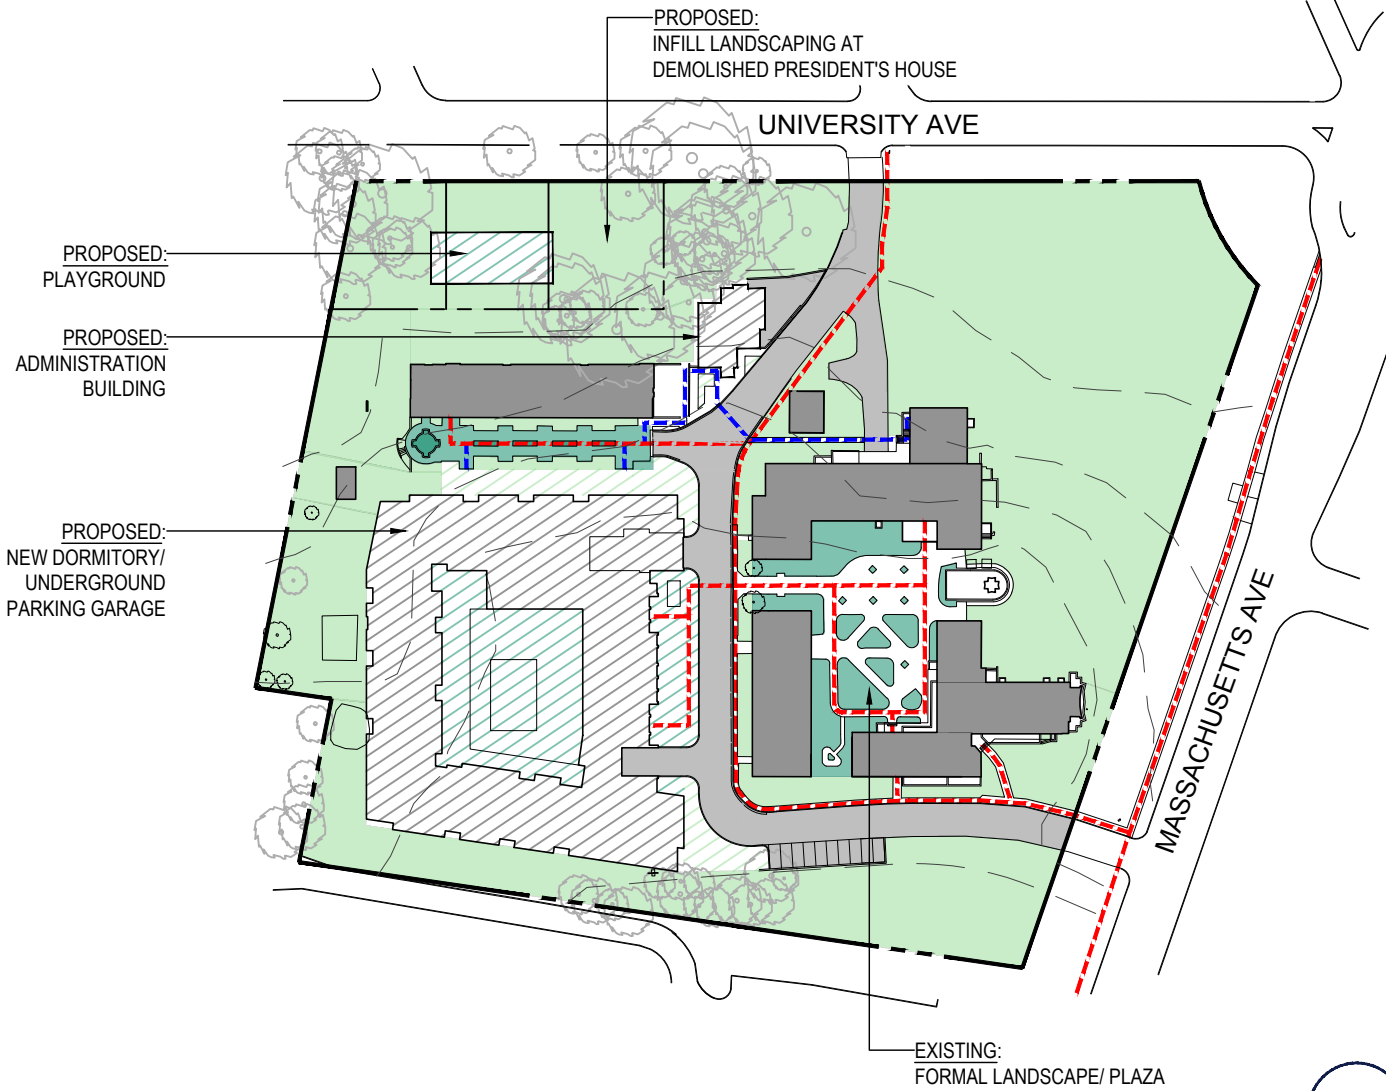 PROPOSED:
INFILL LANDSCAPING AT
DEMOLISHED PRESIDENT'S HOUSE
UNIVERSITY AVE
PROPOSED:
PLAYGROUND
PROPOSED:
ADMINISTRATION
BUILDING
PROPOSED:
NEW DORMITORY/
UNDERGROUND
PARKING GARAGE
MASSACHUSETTS AVE
EXISTING:
FORMAL LANDSCAPE/ PLAZA